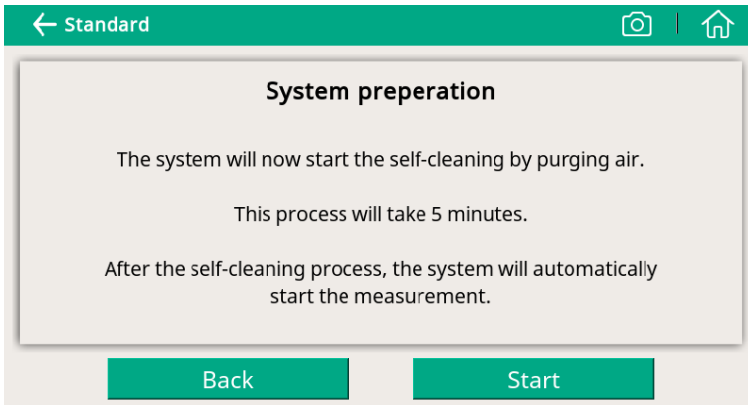 Standard
System preperation
The system will now start the self-cleaning by purging air.
This process will take 5 minutes.
After the self-cleaning process, the system will automatically
start the measurement.
Back
Start